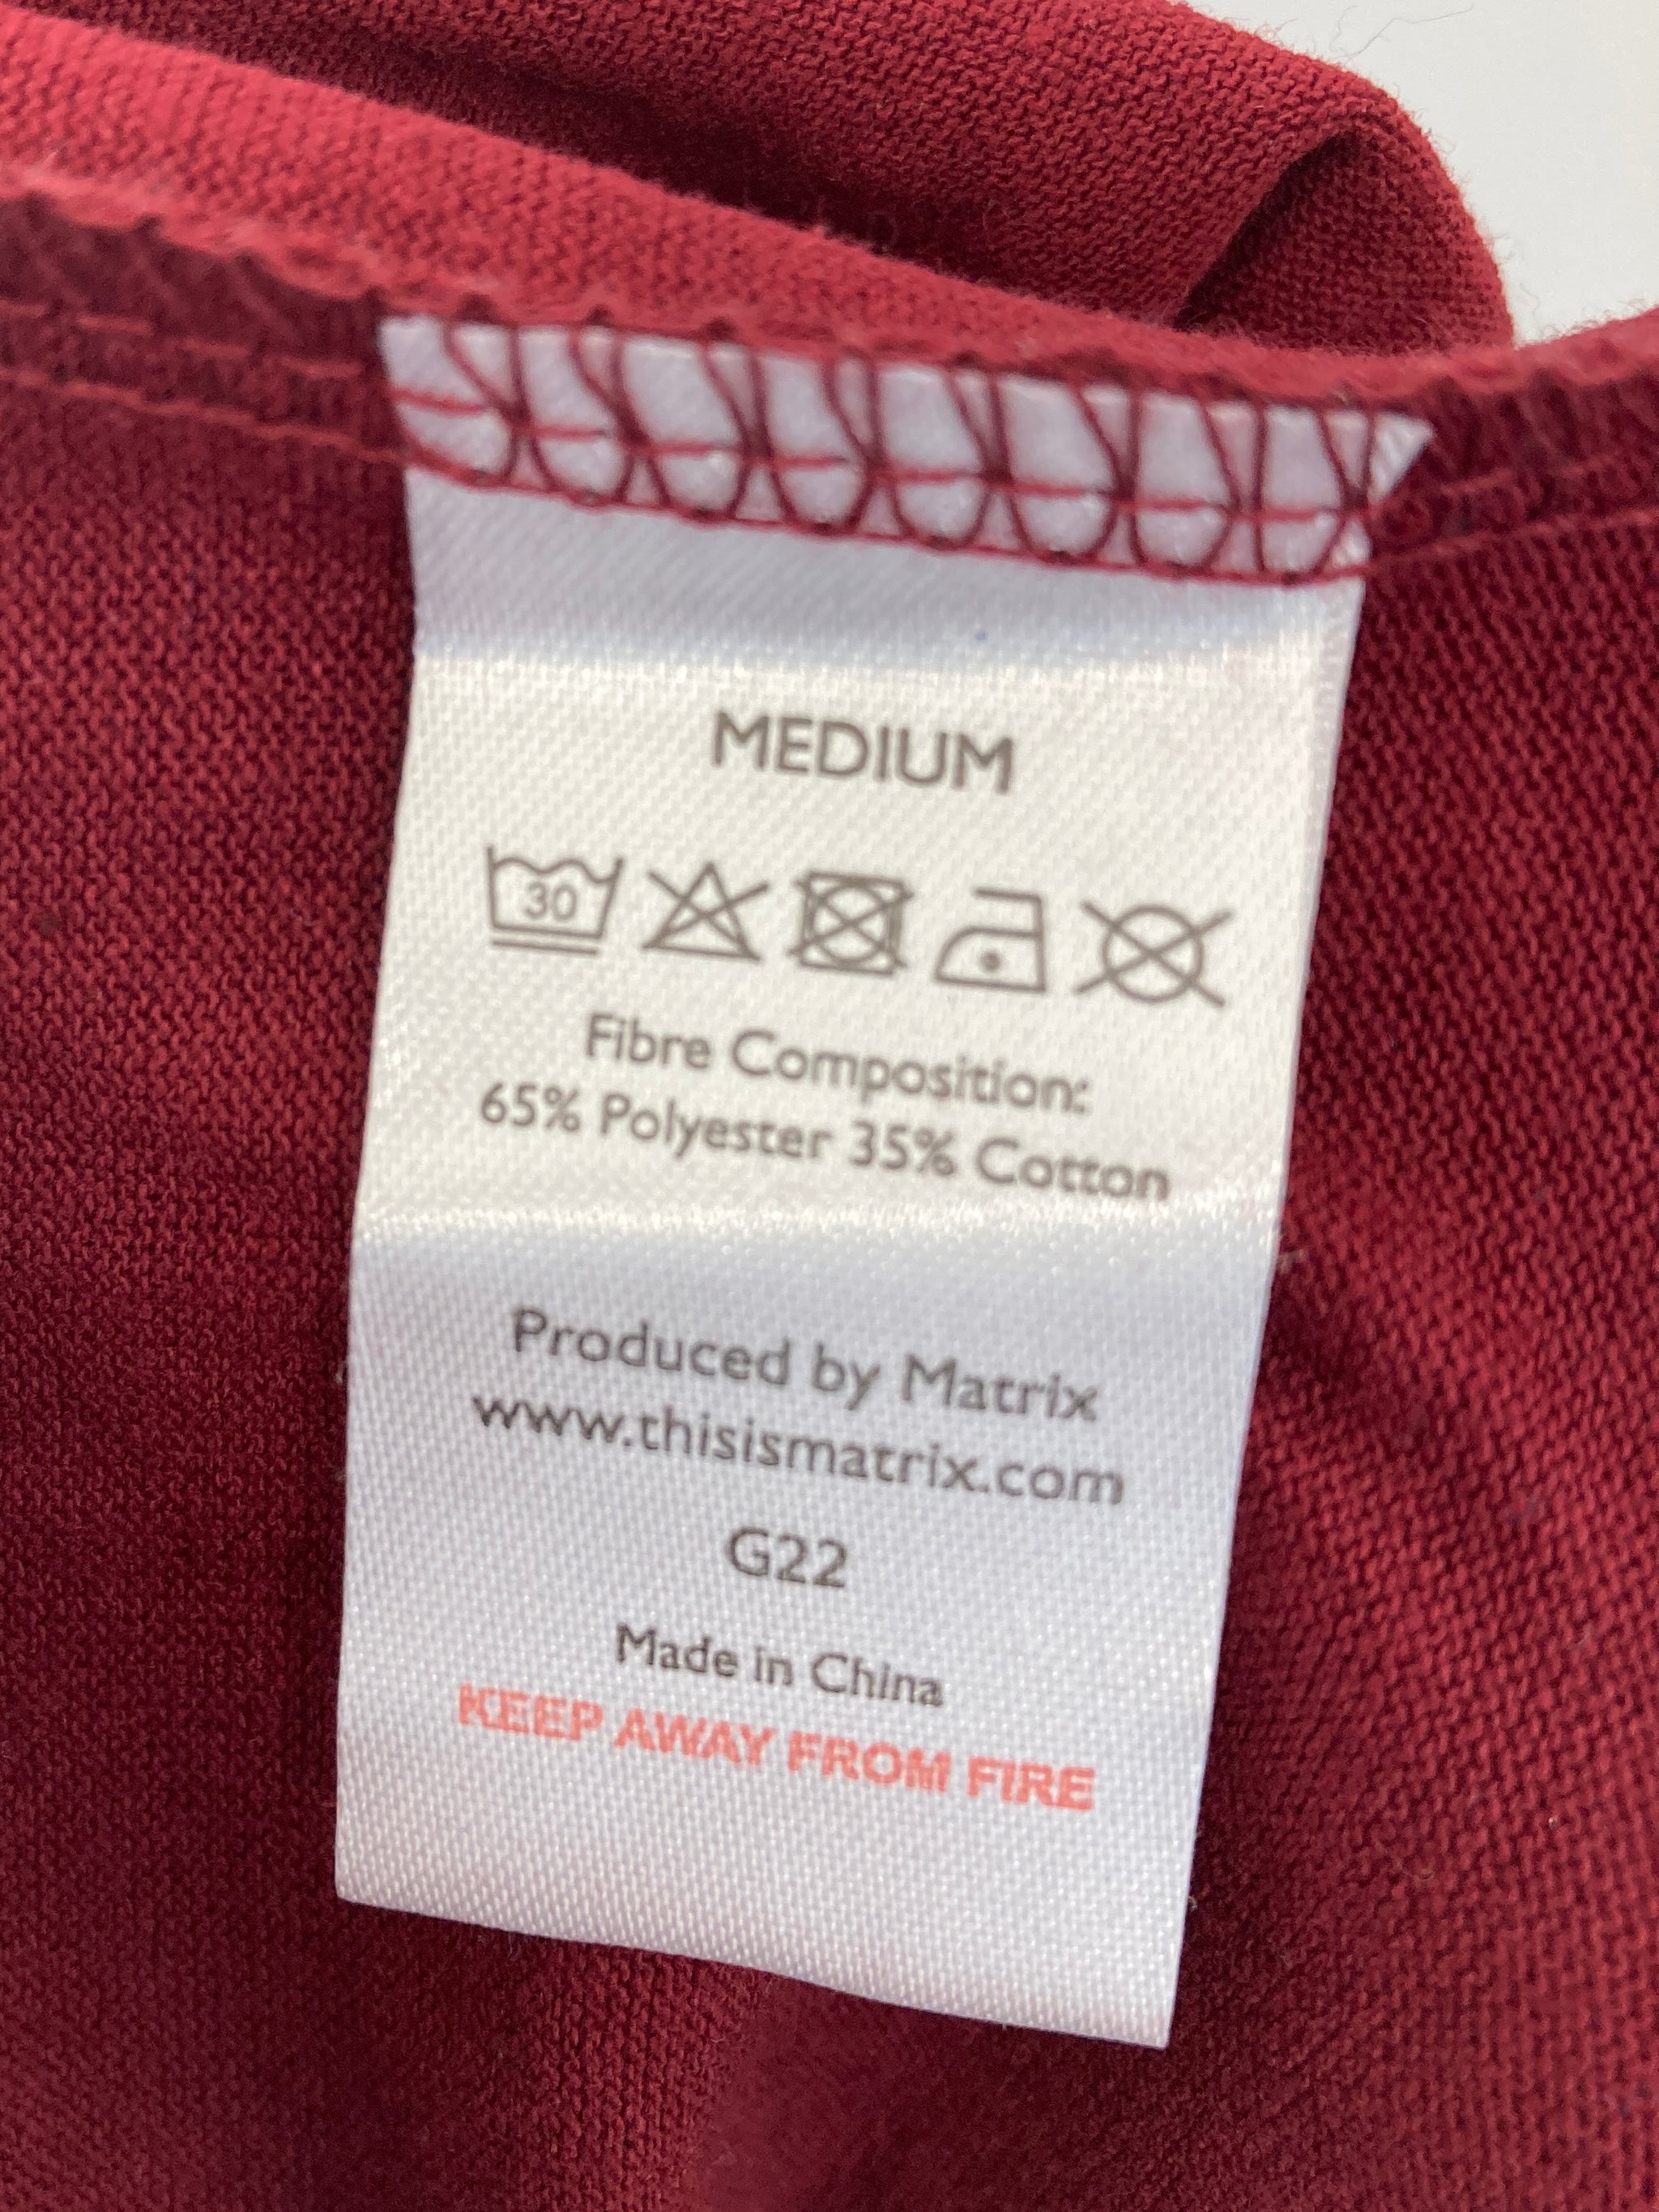 MEDIUM
30
Fibre Composition:
65% Polyester 35% Cotton
Produced by Matrix
www.thisismatrix.com
G22
Made in China
KEEP AWAY FROM FIRE